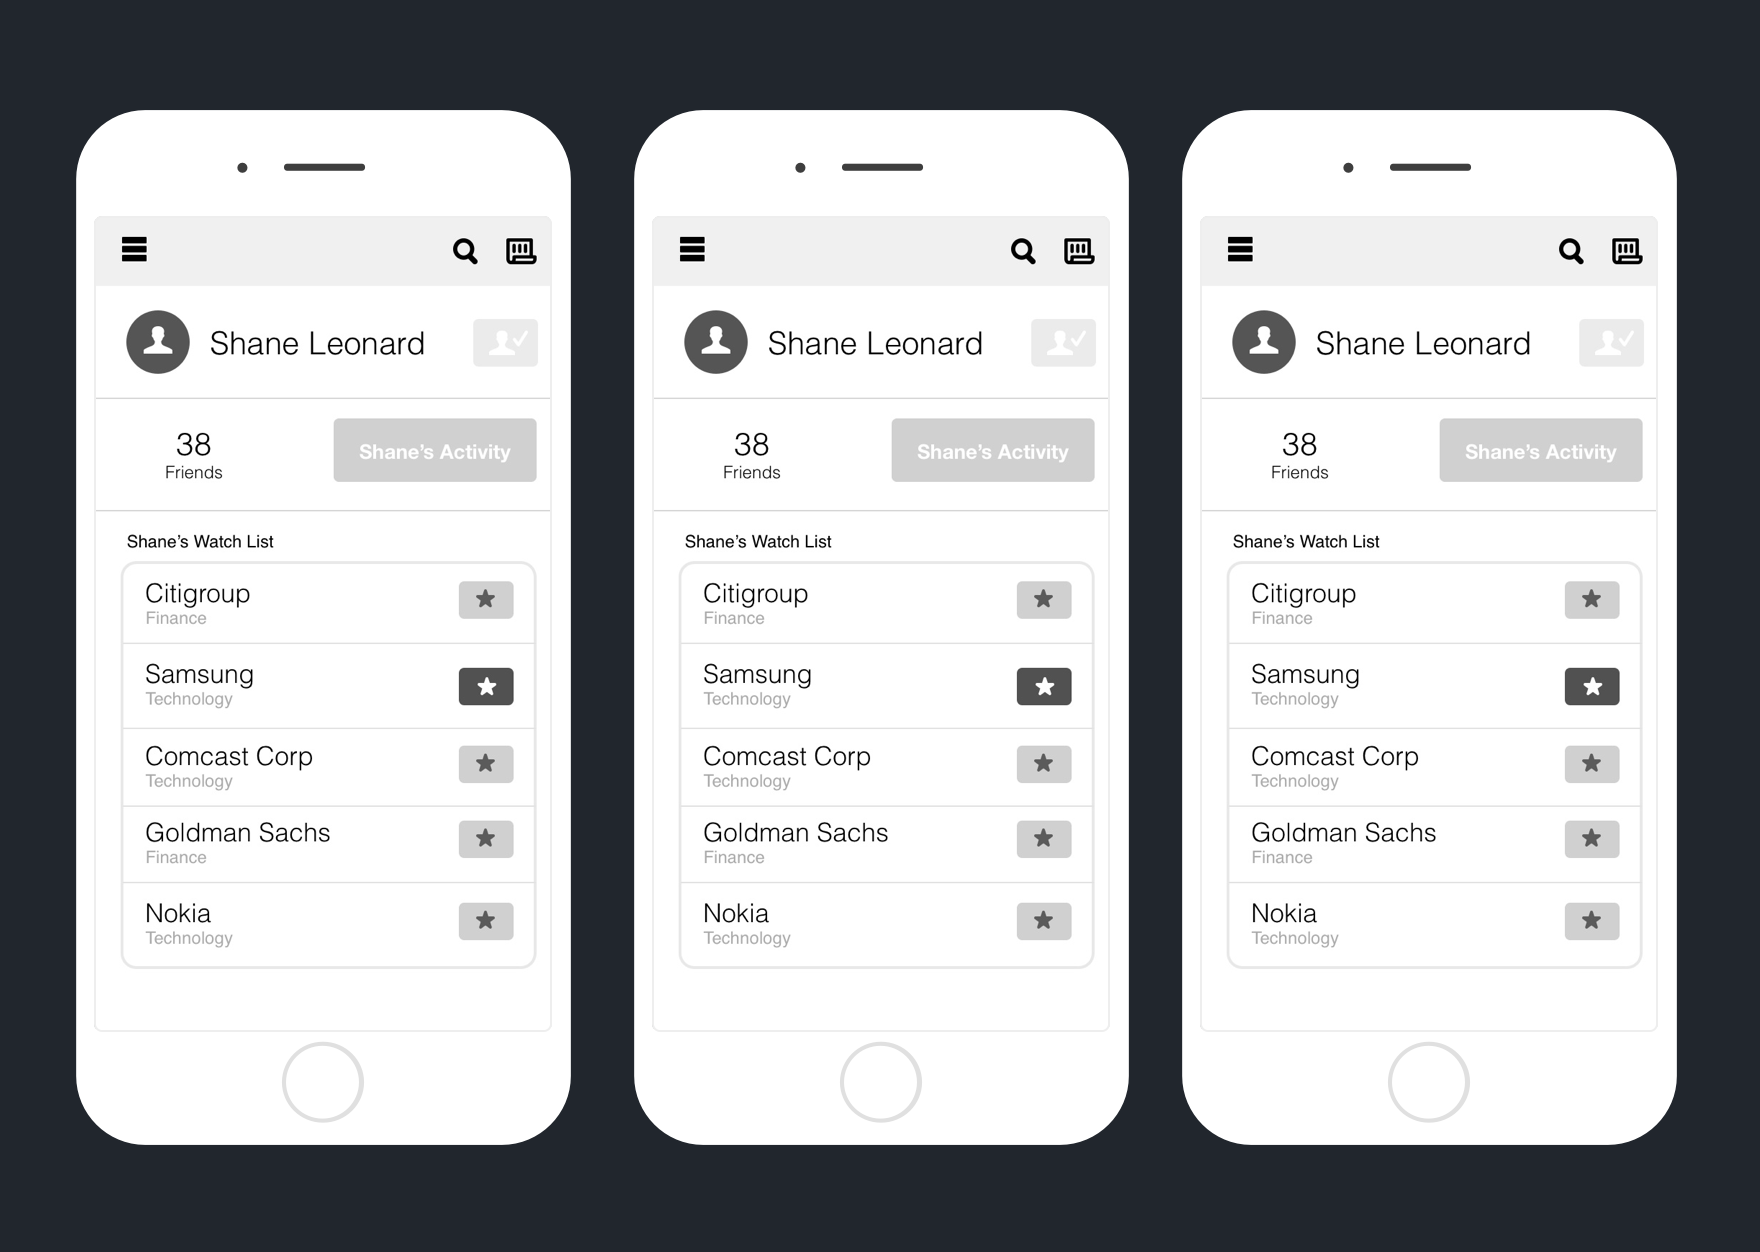 Shane Leonard
38
Friends
Shane's Activity
Shane's Watch List
Citigroup
Finance
Samsung
Technology
Comcast Corp
Technology
Goldman Sachs
Finance
Nokia
Technology
Shane Leonard
38
Friends
Shane's Activity
Shane's Watch List
Citigroup
Finance
Samsung
Technology
Comcast Corp
Technology
Goldman Sachs
Finance
Nokia
Technology
Shane Leonard
38
Friends
Shane's Activity
Shane's Watch List
Citigroup
Finance
Samsung
Technology
Comcast Corp
Technology
Goldman Sachs
Finance
Nokia
Technology